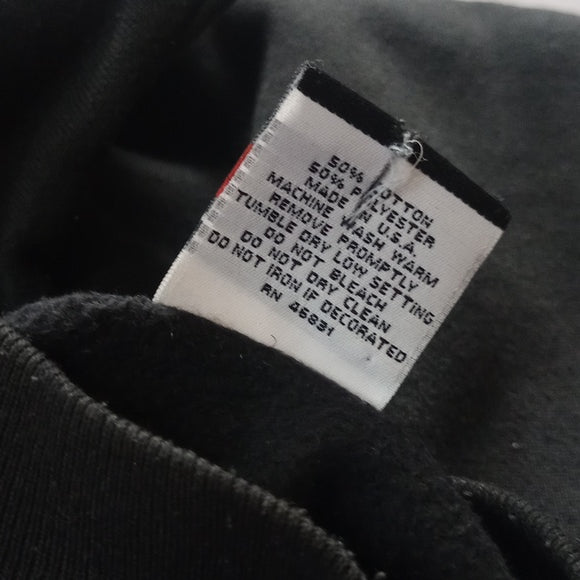 50% COTTON
50% POLYESTER
MADE IN U.S.A.
MACHINE WASH WARM
REMOVE PROMPTLY
TUMBLE DRY LOW SETTING
DO NOT BLEACH
DO NOT DRY CLEAN
DO NOT IRON IF DECORATED
RN 46831